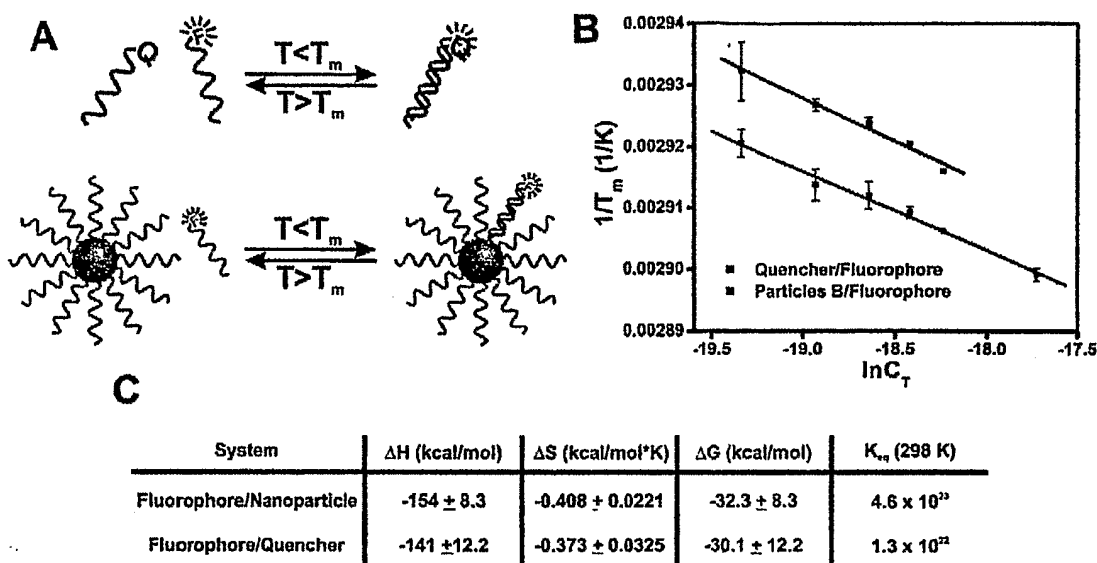 A
Q
F
T<Tₘ
T>Tₘ
T<Tₘ
T>Tₘ
B
0.00294
0.00293
0.00292
0.00291
0.00290
0.00289
1/Tₘ (1/K)
Quencher/Fluorophore
Particles B/Fluorophore
-19.5 -19.0 -18.5 -18.0 -17.5
lnC_T
C
System ΔH (kcal/mol) ΔS (kcal/mol*K) ΔG (kcal/mol) K_eq (298 K)
Fluorophore/Nanoparticle -154 ± 8.3 -0.408 ± 0.0221 -32.3 ± 8.3 4.6 x 10²³
Fluorophore/Quencher -141 ±12.2 -0.373 ± 0.0325 -30.1 ± 12.2 1.3 x 10²²